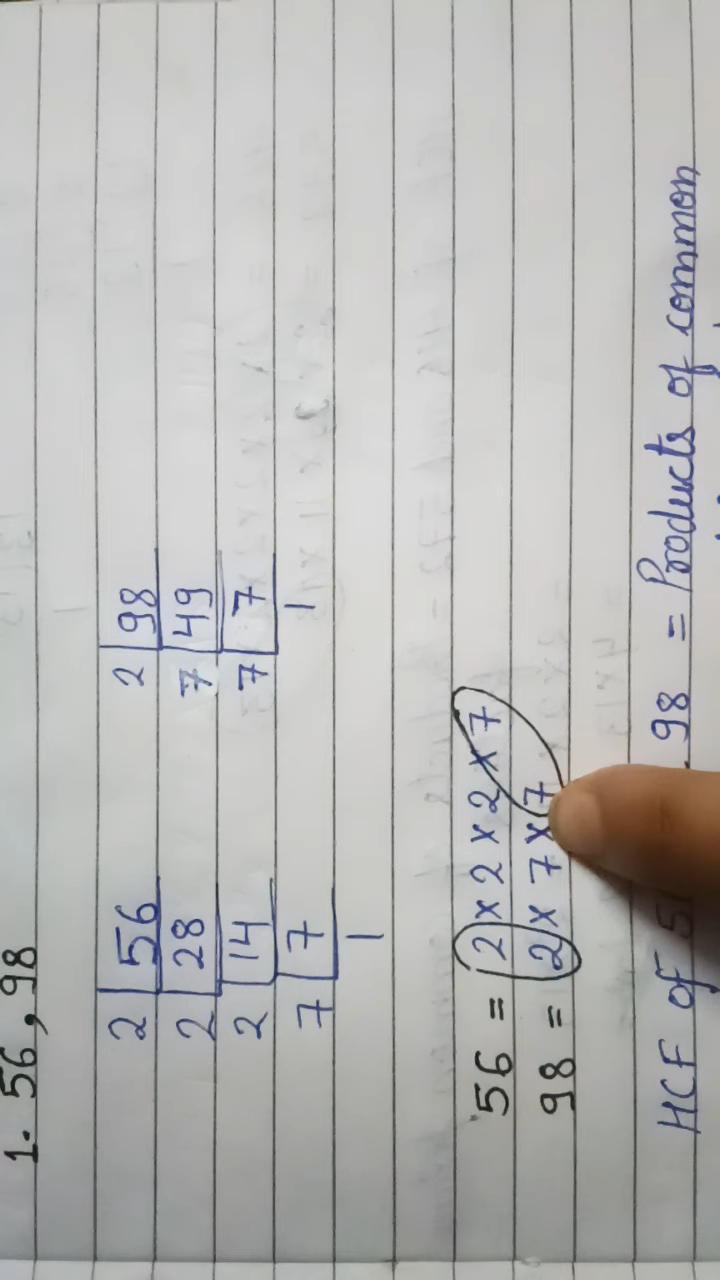 1. 56, 98
2 56 2 98
2 28 7 49
2 14 7 7
7 7 1
1
56 = 2 x 2 x 2 x 7
98 = 2 x 7 x 7
HCF of 98 = Products of common